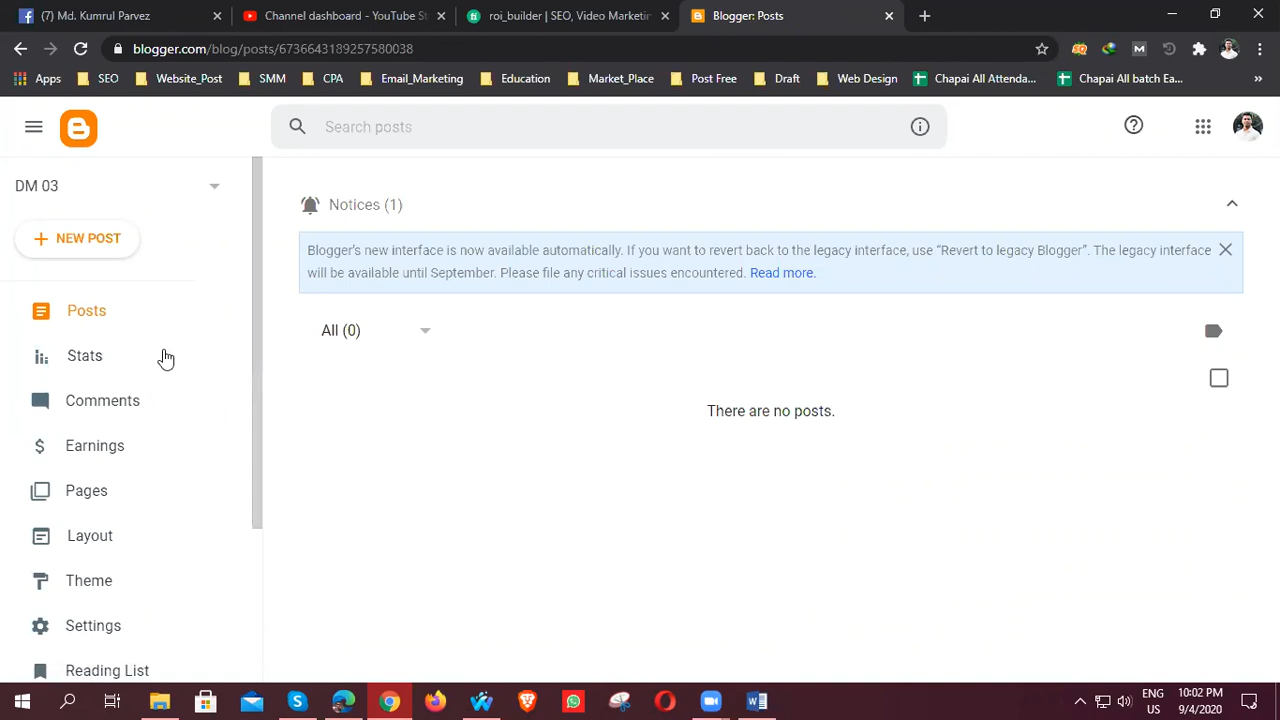 (7) Md. Kumrul Parvez
Channel dashboard - YouTube St
roi_builder | SEO, Video Marketin
Blogger: Posts
blogger.com/blog/posts/6736643189257580038
Apps
SEO
Website_Post
SMM
CPA
Email_Marketing
Education
Market_Place
Post Free
Draft
Web Design
Chapai All Attenda...
Chapai All batch Ea...
Search posts
DM 03
NEW POST
Posts
Stats
Comments
Earnings
Pages
Layout
Theme
Settings
Reading List
Notices (1)
Blogger's new interface is now available automatically. If you want to revert back to the legacy interface, use “Revert to legacy Blogger”. The legacy interface
will be available until September. Please file any critical issues encountered. Read more.
All (0)
There are no posts.
ENG
US
10:02 PM
9/4/2020